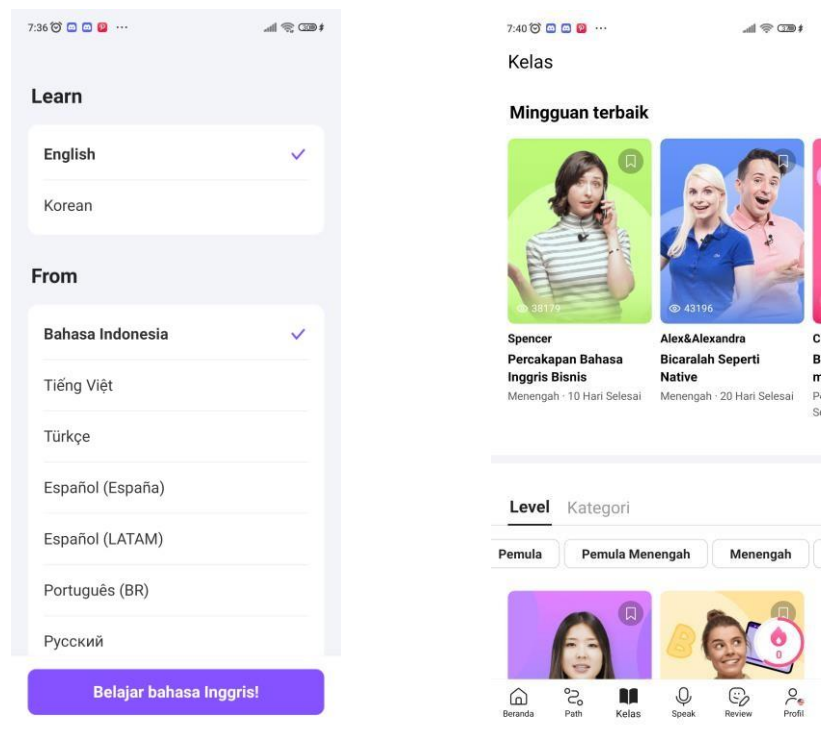 7:36
Learn
English
Korean
From
Bahasa Indonesia
Tiếng Việt
Türkçe
Español (España)
Español (LATAM)
Português (BR)
Русский
Belajar bahasa Inggris!
7:40
Kelas
Mingguan terbaik
38179
43196
Spencer
Alex&Alexandra
C
Percakapan Bahasa
Bicaralah Seperti
B
Inggris Bisnis
Native
m
Menengah · 10 Hari Selesai
Menengah · 20 Hari Selesai
Level
Kategori
Pemula
Pemula Menengah
Menengah
B
0
Beranda
Path
Kelas
Speak
Review
Profil